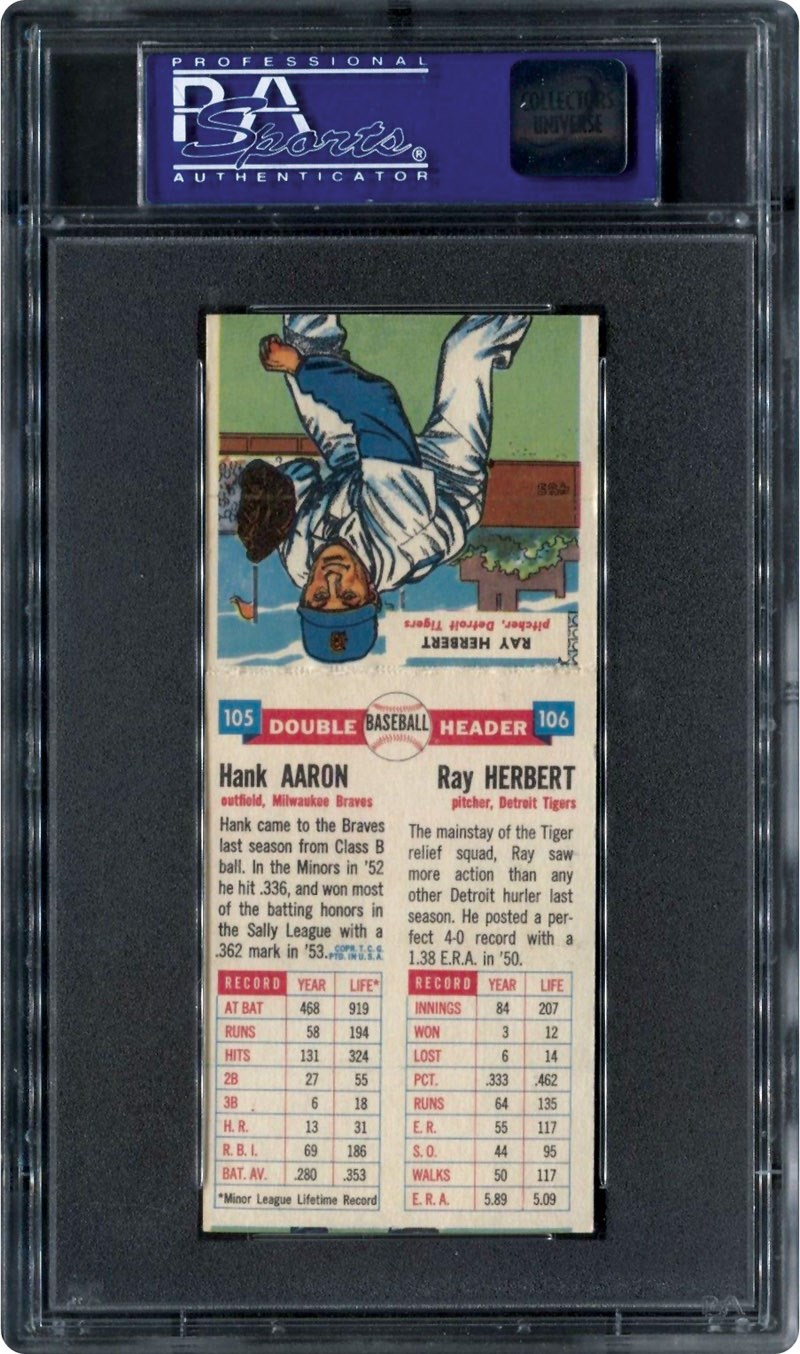 PROFESSIONAL
PSA
Sports®
AUTHENTICATOR
COLLECTORS
UNIVERSE
RAY HERBERT
pitcher, Detroit Tigers
105 DOUBLE BASEBALL HEADER 106
Hank AARON
outfield, Milwaukee Braves
Hank came to the Braves
last season from Class B
ball. In the Minors in '52
he hit .336, and won most
of the batting honors in
the Sally League with a
.362 mark in '53.
COPR. T.C.G.
PTD. IN U.S.A.
RECORD YEAR LIFE*
AT BAT 468 919
RUNS 58 194
HITS 131 324
2B 27 55
3B 6 18
H.R. 13 31
R.B.I. 69 186
BAT. AV. .280 .353
*Minor League Lifetime Record
Ray HERBERT
pitcher, Detroit Tigers
The mainstay of the Tiger
relief squad, Ray saw
more action than any
other Detroit hurler last
season. He posted a per-
fect 4-0 record with a
1.38 E.R.A. in '50.
RECORD YEAR LIFE
INNINGS 84 207
WON 3 12
LOST 6 14
PCT. .333 .462
RUNS 64 135
E.R. 55 117
S.O. 44 95
WALKS 50 117
E.R.A. 5.89 5.09